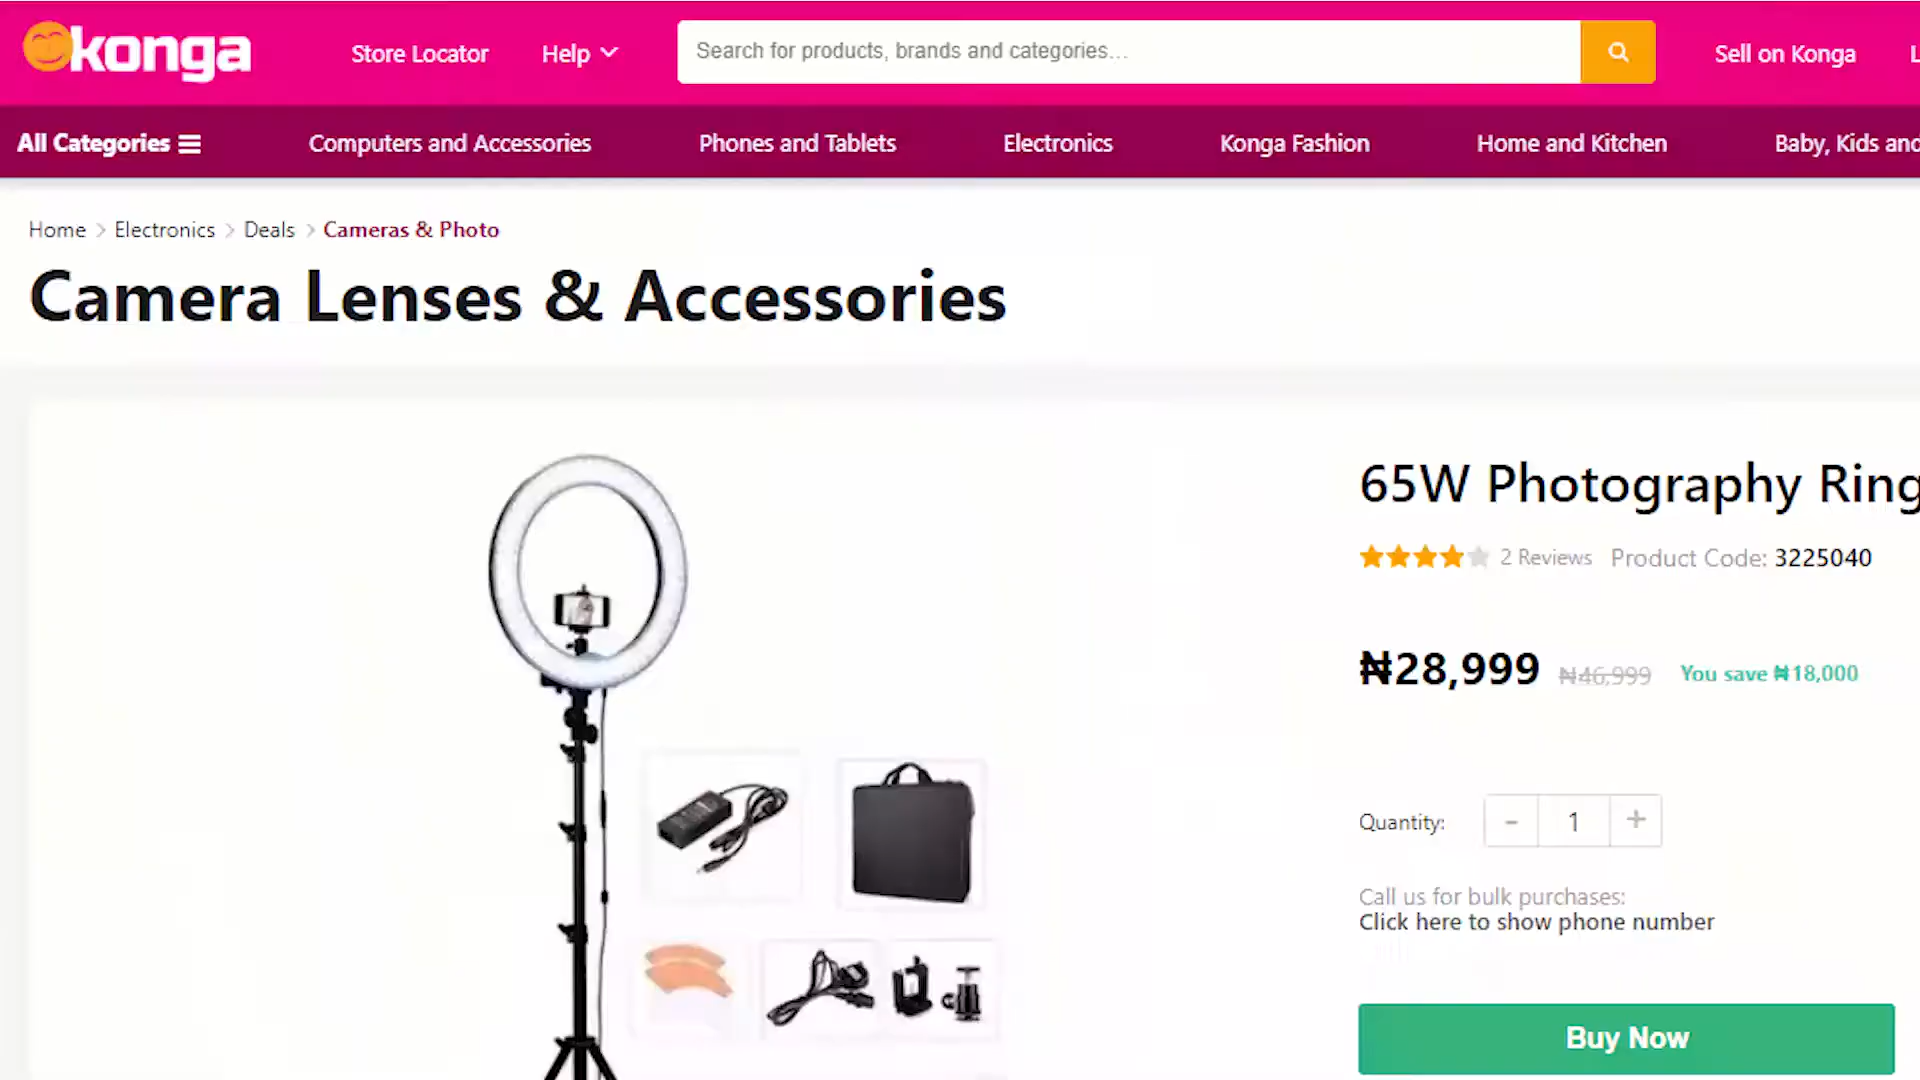 konga
Store Locator
Help
Search for products, brands and categories...
Sell on Konga
All Categories
Computers and Accessories
Phones and Tablets
Electronics
Konga Fashion
Home and Kitchen
Baby, Kids and
Home > Electronics > Deals > Cameras & Photo
Camera Lenses & Accessories
65W Photography Ring
2 Reviews
Product Code: 3225040
₦28,999 ₦46,999 You save ₦18,000
Quantity: - 1 +
Call us for bulk purchases:
Click here to show phone number
Buy Now